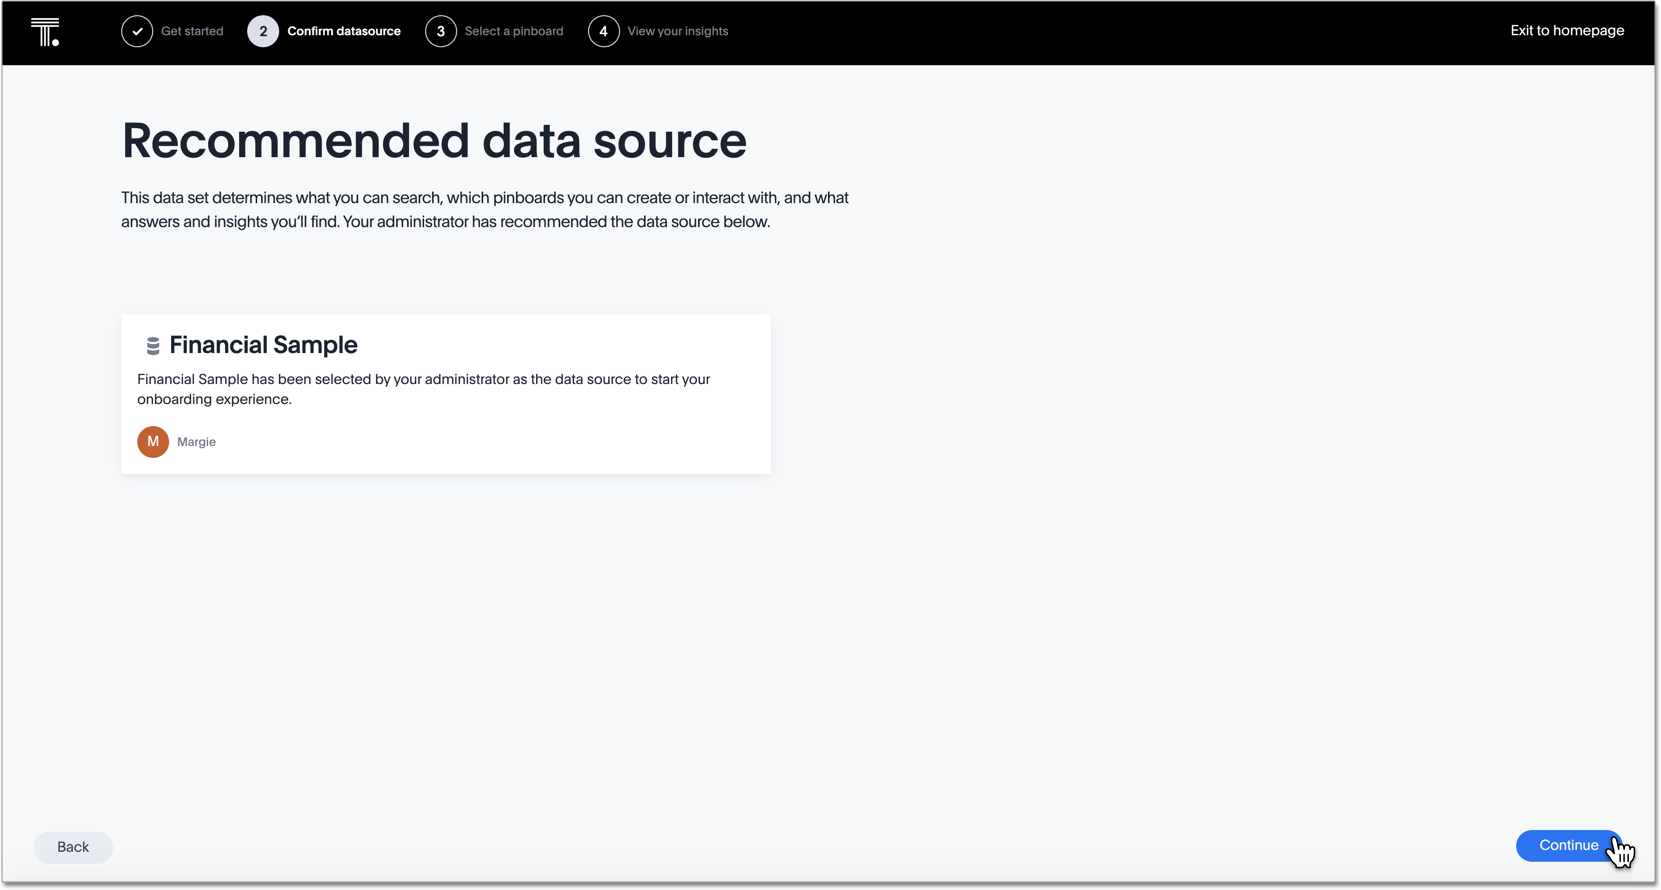 T.
Get started
2 Confirm datasource
3 Select a pinboard
4 View your insights
Exit to homepage
Recommended data source
This data set determines what you can search, which pinboards you can create or interact with, and what
answers and insights you’ll find. Your administrator has recommended the data source below.
Financial Sample
Financial Sample has been selected by your administrator as the data source to start your
onboarding experience.
M Margie
Back
Continue